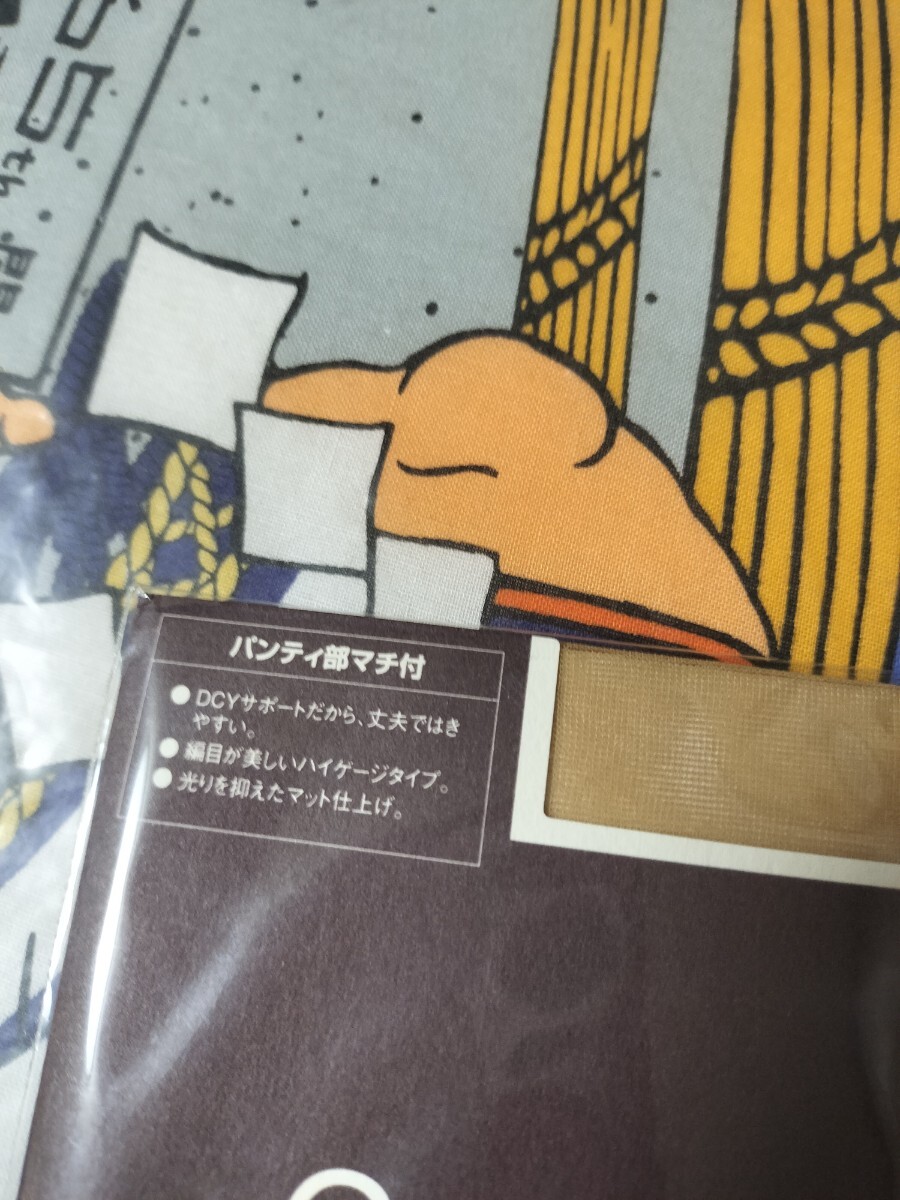 パンティ部マチ付
● DCYサポートだから、丈夫ではき
やすい。
● 編目が美しいハイゲージタイプ。
● 光りを抑えたマット仕上げ。